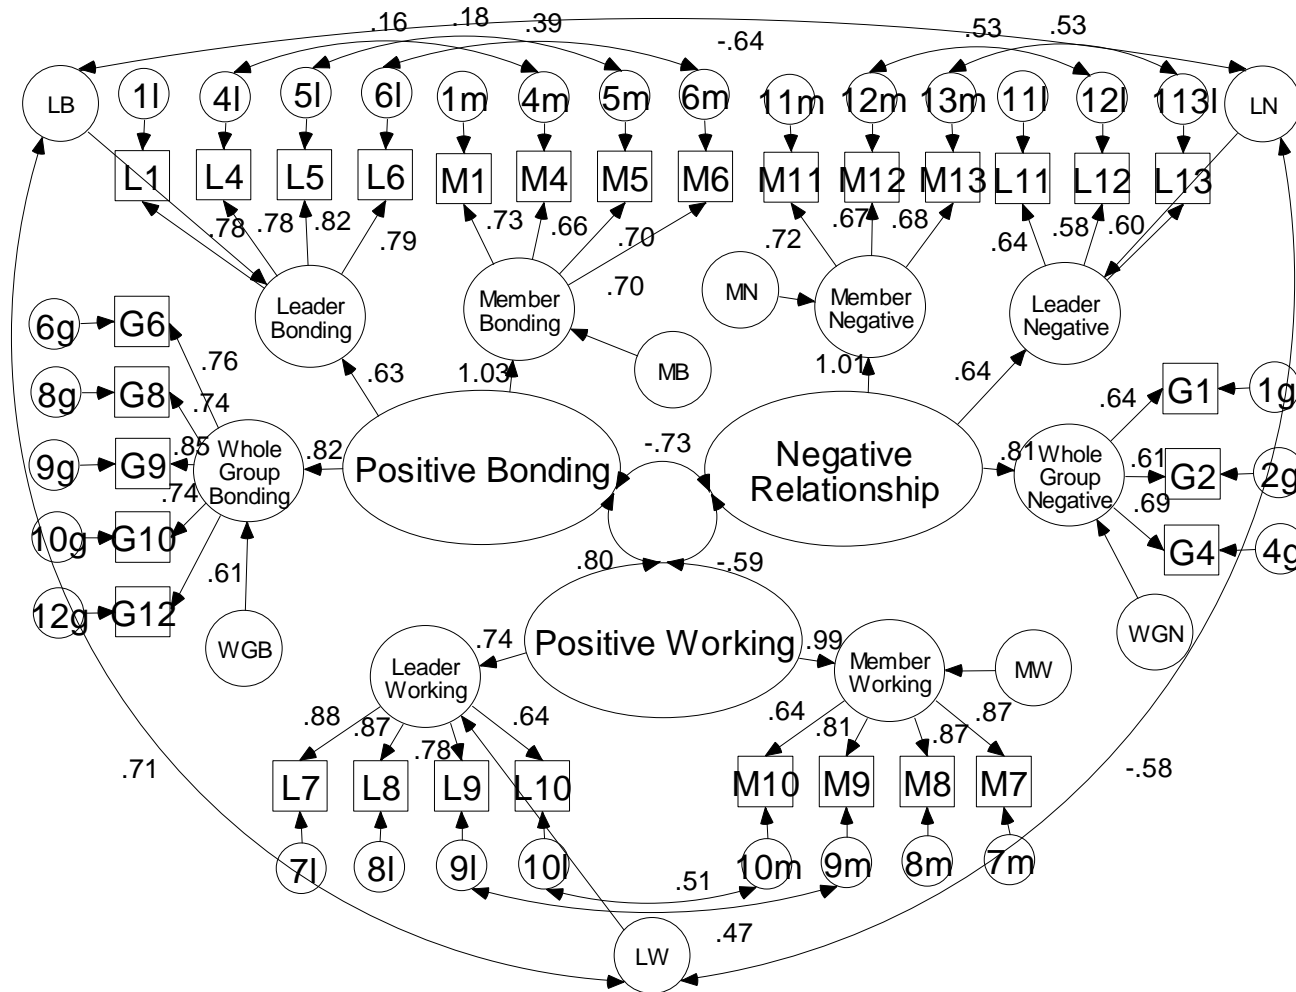 .16
.18
.39
-.64
.53
.53
LB
1l
4l
5l
6l
1m
4m
5m
6m
11m
12m
13m
11l
12l
113l
LN
L1
L4
L5
L6
M1
M4
M5
M6
M11
M12
M13
L11
L12
L13
.78
.78
.82
.79
.73
.66
.70
.70
.72
.67
.68
.64
.58
.60
Leader
Bonding
Member
Bonding
MN
Member
Negative
Leader
Negative
6g
G6
.76
.63
1.03
MB
1.01
.64
8g
G8
.74
G1
1g
.64
9g
G9
.85
Whole
Group
Bonding
.82
Positive Bonding
-.73
Negative
Relationship
.81
Whole
Group
Negative
.61
G2
2g
.74
.69
10g
G10
G4
4g
.61
.80
-.59
12g
G12
WGB
.74
Positive Working
.99
WGN
Leader
Working
Member
Working
MW
.88
.87
.78
.64
.64
.81
.87
.87
.71
-.58
L7
L8
L9
L10
M10
M9
M8
M7
7l
8l
9l
10l
10m
9m
8m
7m
.51
.47
LW